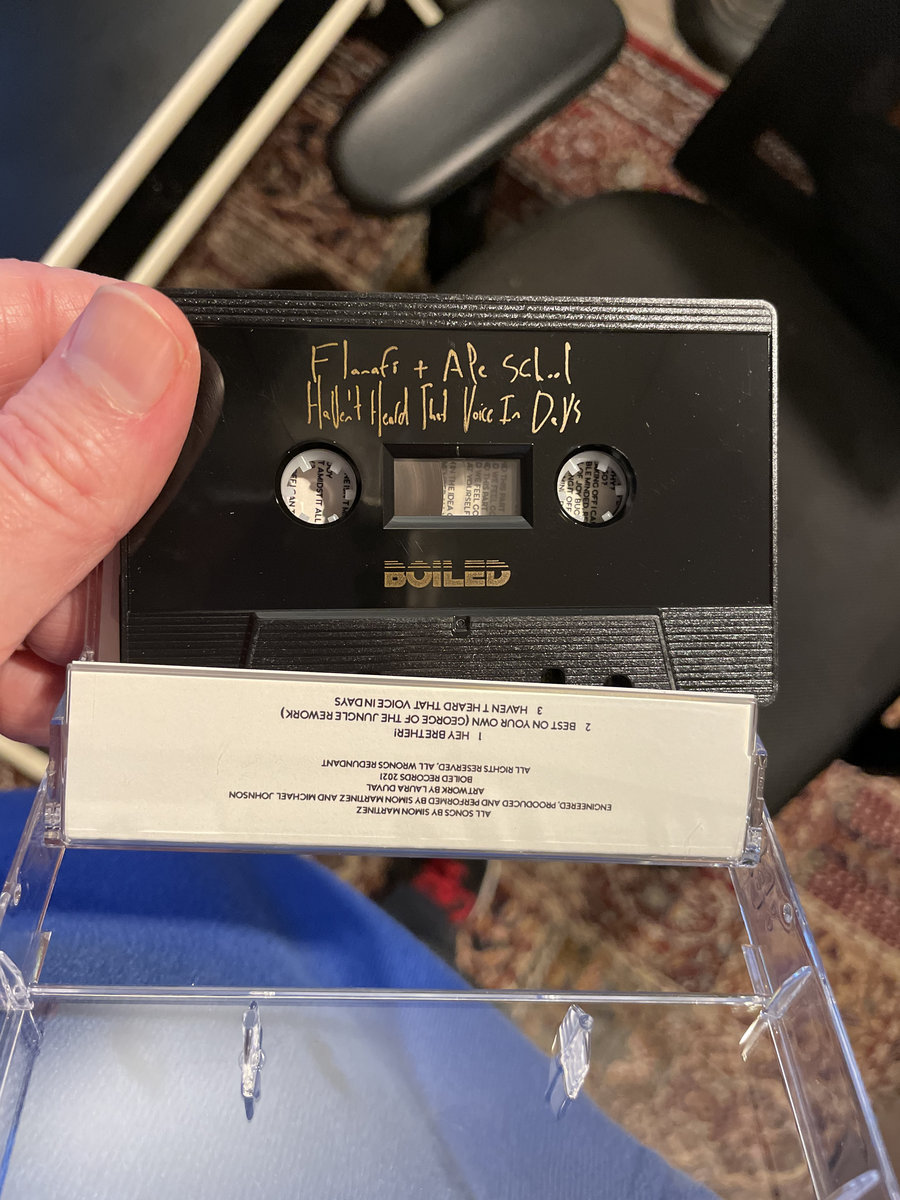 Flanafi + Ape School
Haven't Heard That Voice In Days
BOILED
ALL SONGS BY SIMON MARTINEZ
ENGINEERED, PRODUCED AND PERFORMED BY SIMON MARTINEZ AND MICHAEL JOHNSON
ARTWORK BY LAURA DUVAL
BOILED RECORDS 2021
ALL RIGHTS RESERVED, ALL WRONGS REDUNDANT
1 HEY BRETHER!
2 BEST ON YOUR OWN (GEORGE OF THE JUNGLE REWORK)
3 HAVEN T HEARD THAT VOICE IN DAYS